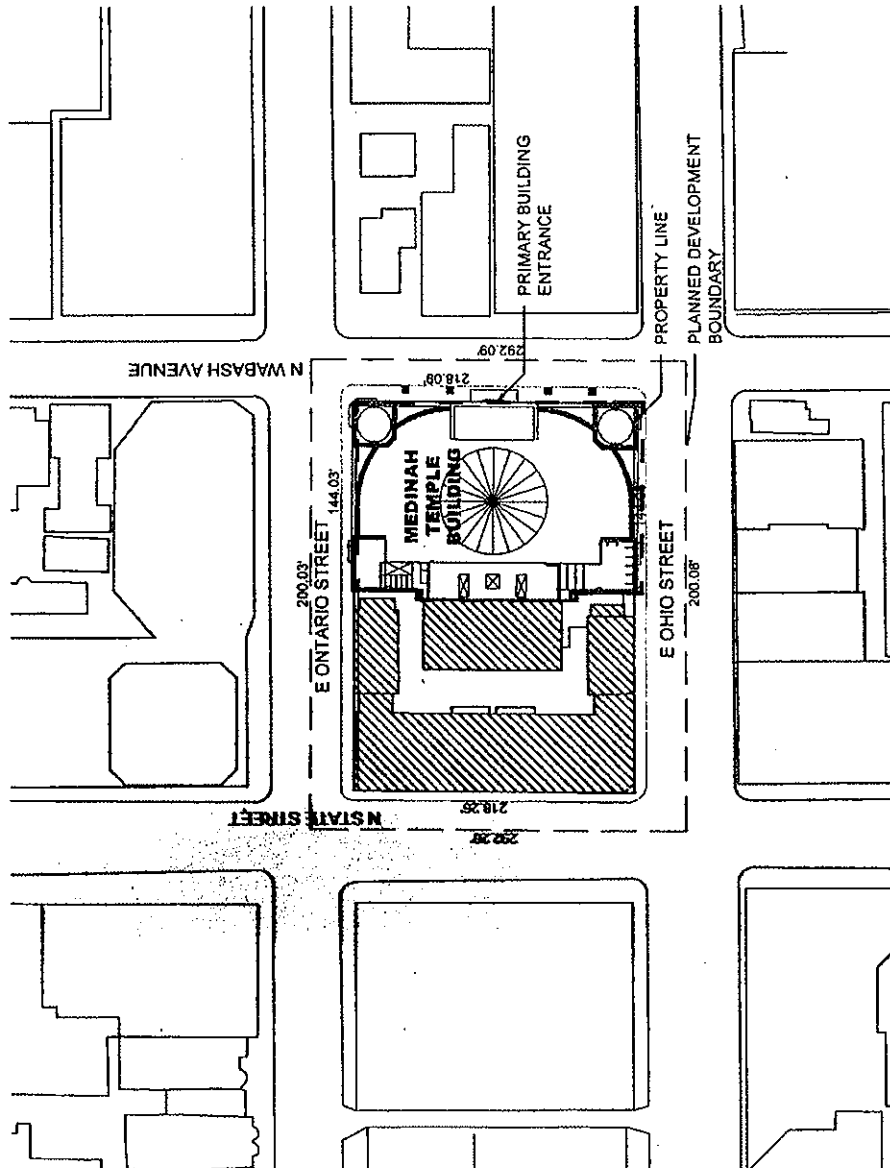 N WABASH AVENUE
292.09'
218.09'
PRIMARY BUILDING
ENTRANCE
PROPERTY LINE
PLANNED DEVELOPMENT
BOUNDARY
200.03'
E ONTARIO STREET
144.03'
MEDINAH
TEMPLE
BUILDING
E OHIO STREET
200.08'
N STATE STREET
218.26'
292.26'